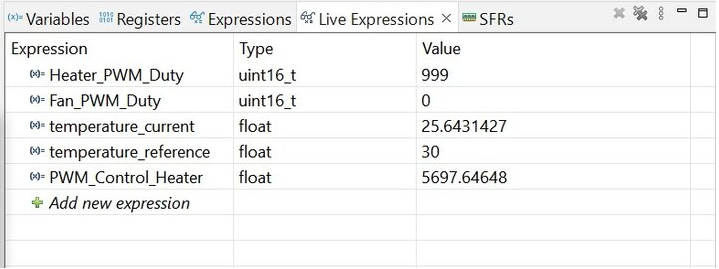 (x)= Variables 1010 0101 Registers Expressions Live Expressions SFRs
Expression Type Value
(x)= Heater_PWM_Duty uint16_t 999
(x)= Fan_PWM_Duty uint16_t 0
(x)= temperature_current float 25.6431427
(x)= temperature_reference float 30
(x)= PWM_Control_Heater float 5697.64648
Add new expression